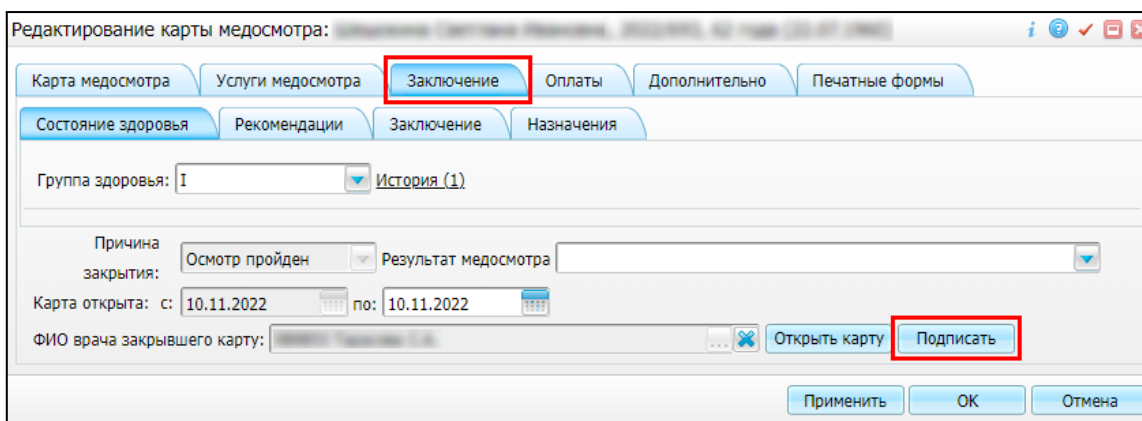 Редактирование карты медосмотра:
Карта медосмотра Услуги медосмотра Заключение Оплаты Дополнительно Печатные формы
Состояние здоровья Рекомендации Заключение Назначения
Группа здоровья: I История (1)
Причина
закрытия: Осмотр пройден Результат медосмотра
Карта открыта: с: 10.11.2022 по: 10.11.2022
ФИО врача закрывшего карту: ... Открыть карту Подписать
Применить OK Отмена